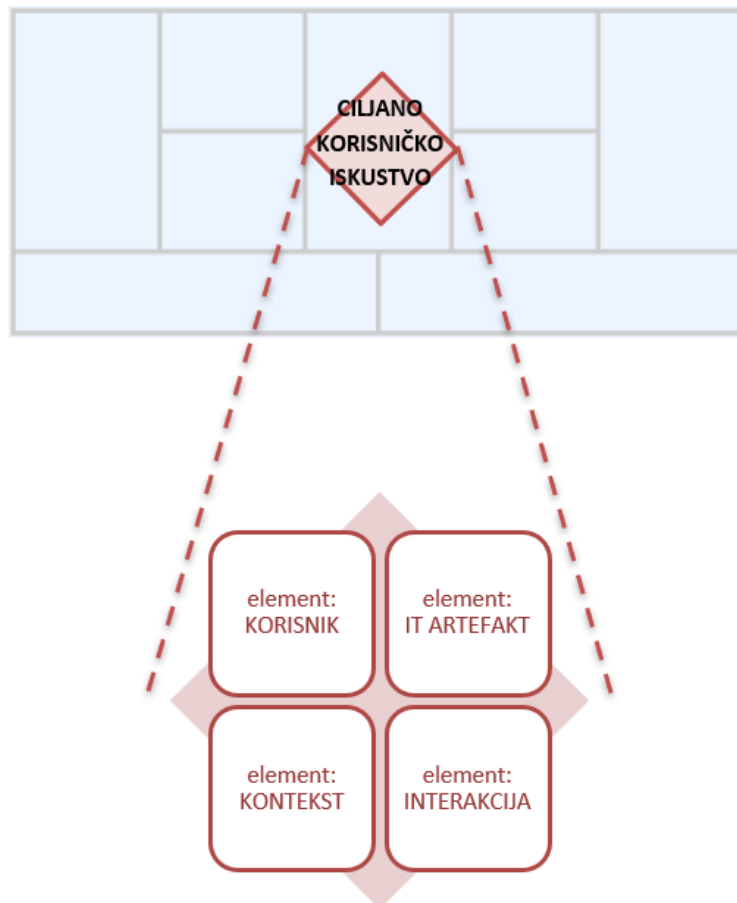 CILJANO
KORISNIČKO
ISKUSTVO
element:
KORISNIK
element:
IT ARTEFAKT
element:
KONTEKST
element:
INTERAKCIJA